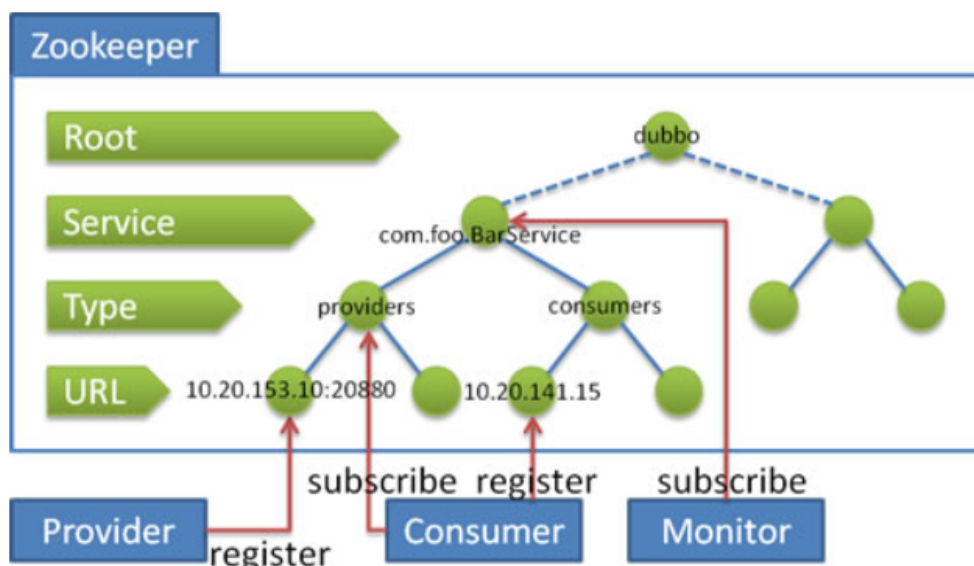 Zookeeper
Root
dubbo
Service
com.foo.BarService
Type
providers
consumers
URL
10.20.153.10:20880
10.20.141.15
subscribe
register
subscribe
Provider
register
Consumer
Monitor